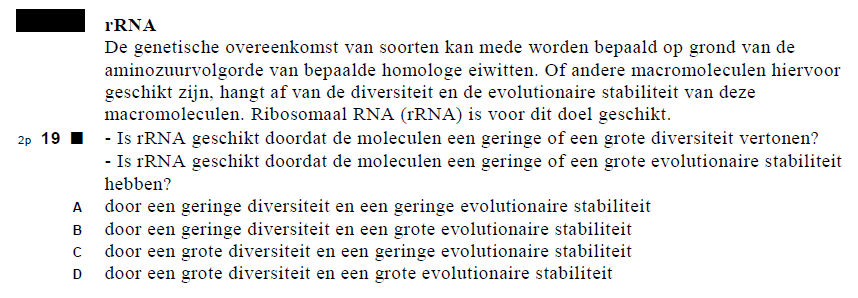 rRNA
De genetische overeenkomst van soorten kan mede worden bepaald op grond van de
aminozuurvolgorde van bepaalde homologe eiwitten. Of andere macromoleculen hiervoor
geschikt zijn, hangt af van de diversiteit en de evolutionaire stabiliteit van deze
macromoleculen. Ribosomaal RNA (rRNA) is voor dit doel geschikt.
2p 19 ■ - Is rRNA geschikt doordat de moleculen een geringe of een grote diversiteit vertonen?
- Is rRNA geschikt doordat de moleculen een geringe of een grote evolutionaire stabiliteit
hebben?
A door een geringe diversiteit en een geringe evolutionaire stabiliteit
B door een geringe diversiteit en een grote evolutionaire stabiliteit
C door een grote diversiteit en een geringe evolutionaire stabiliteit
D door een grote diversiteit en een grote evolutionaire stabiliteit